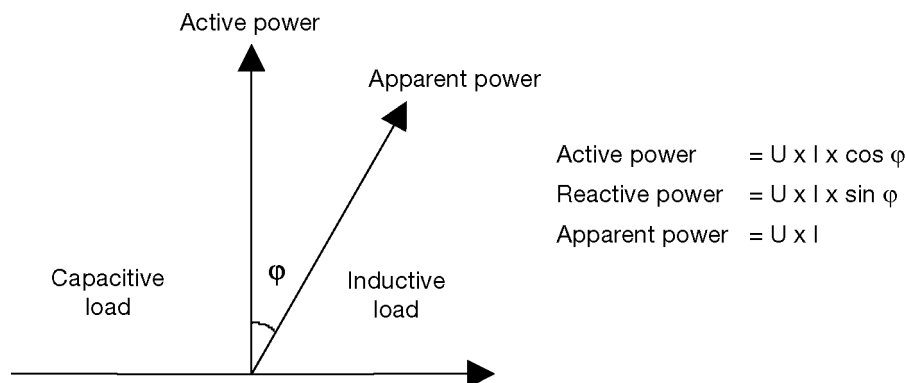 Active power
Apparent power
Active power = U x I x cos φ
Reactive power = U x I x sin φ
Apparent power = U x I
φ
Capacitive
load
Inductive
load